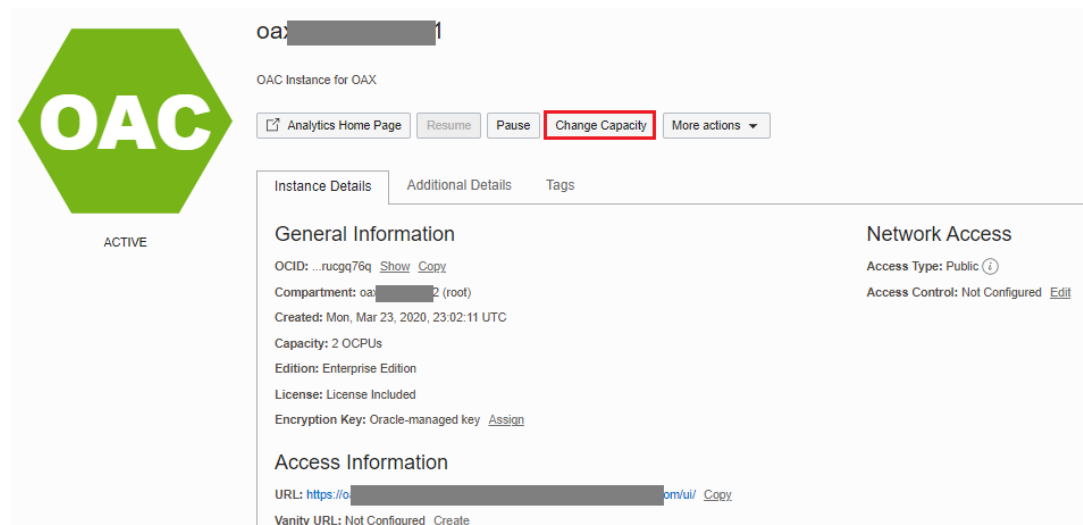 oax 1
OAC Instance for OAX
OAC
Analytics Home Page Resume Pause Change Capacity More actions
Instance Details Additional Details Tags
ACTIVE
General Information
OCID: ...rucgq76q Show Copy
Compartment: oax 2 (root)
Created: Mon, Mar 23, 2020, 23:02:11 UTC
Capacity: 2 OCPUs
Edition: Enterprise Edition
License: License Included
Encryption Key: Oracle-managed key Assign
Network Access
Access Type: Public i
Access Control: Not Configured Edit
Access Information
URL: https://o om/ui/ Copy
Vanity URL: Not Configured Create